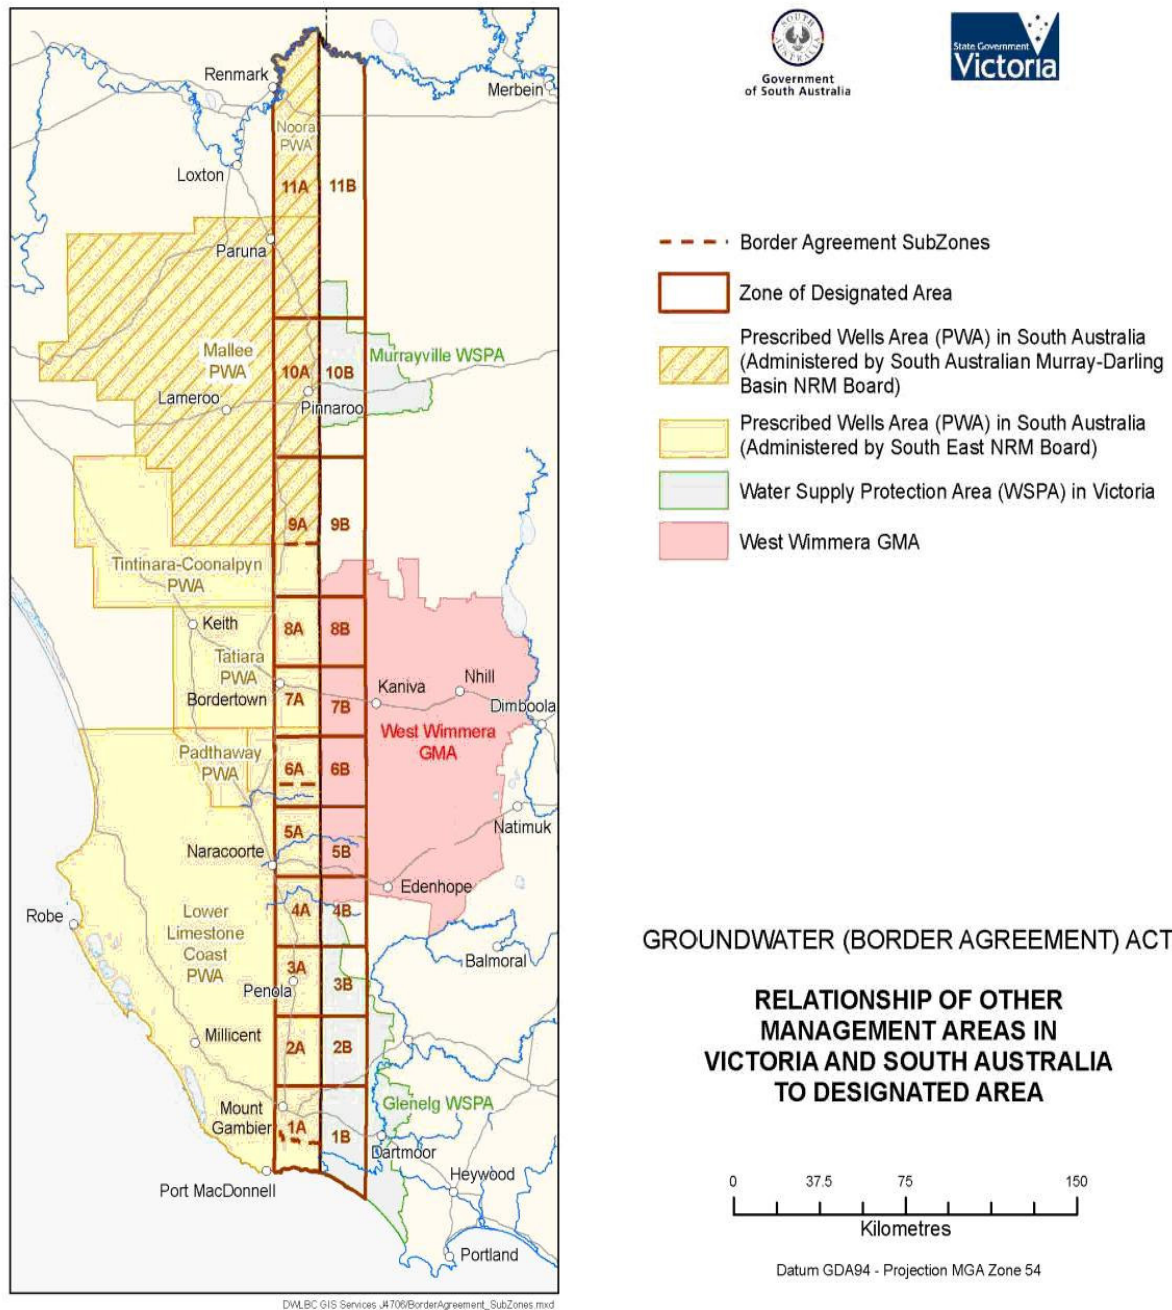 SOUTH
AUSTRALIA
Government
of South Australia
State Government
Victoria
Renmark
Merbein
Noora
PWA
Loxton
11A
11B
Paruna
Border Agreement SubZones
Zone of Designated Area
Prescribed Wells Area (PWA) in South Australia
(Administered by South Australian Murray-Darling
Basin NRM Board)
Prescribed Wells Area (PWA) in South Australia
(Administered by South East NRM Board)
Water Supply Protection Area (WSPA) in Victoria
West Wimmera GMA
Mallee
PWA
Murrayville WSPA
10A
10B
Lameroo
Pinnaroo
9A
9B
Tintinara-Coonalpyn
PWA
Keith
8A
8B
Tatiara
PWA
Bordertown
7A
7B
Kaniva
Nhill
Dimboola
West Wimmera
GMA
Padthaway
PWA
6A
6B
5A
5B
Natimuk
Naracoorte
Edenhope
Robe
Lower
Limestone
Coast
PWA
4A
4B
Balmoral
3A
3B
Penola
Millicent
2A
2B
Mount
Gambier
Glenelg WSPA
1A
1B
Dartmoor
Port MacDonnell
Heywood
Portland
GROUNDWATER (BORDER AGREEMENT) ACT
RELATIONSHIP OF OTHER
MANAGEMENT AREAS IN
VICTORIA AND SOUTH AUSTRALIA
TO DESIGNATED AREA
0 37.5 75 150
Kilometres
Datum GDA94 - Projection MGA Zone 54
DWLBC GIS Services J4706/BorderAgreement_SubZones.mxd